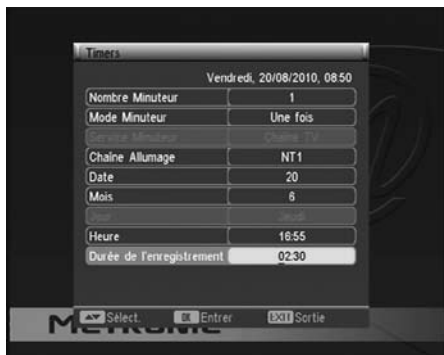 Timers
Vendredi, 20/08/2010, 08:50
Nombre Minuteur 1
Mode Minuteur Une fois
Service Minuteur Chaîne TV
Chaîne Allumage NT1
Date 20
Mois 6
Jour Jeudi
Heure 16:55
Durée de l'enregistrement 02:30
Sélect. OK Entrer EXIT Sortie
METRONIC